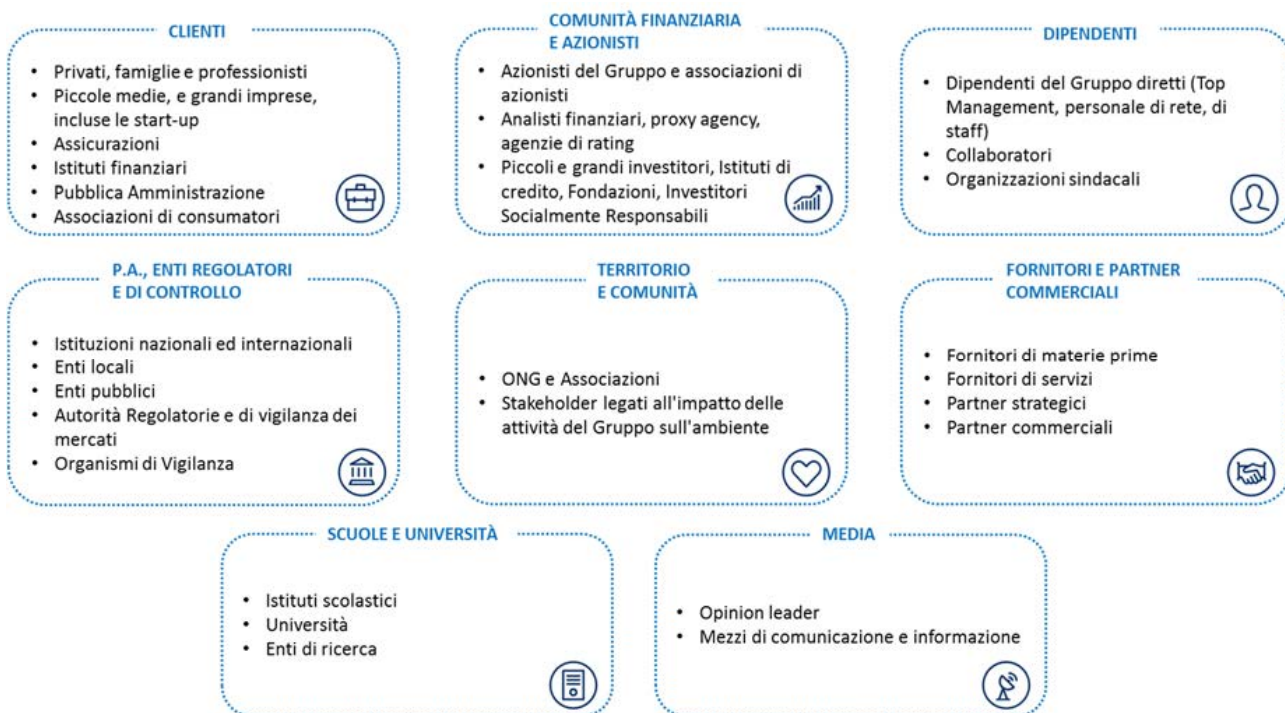 CLIENTI
• Privati, famiglie e professionisti
• Piccole medie, e grandi imprese,
incluse le start-up
• Assicurazioni
• Istituti finanziari
• Pubblica Amministrazione
• Associazioni di consumatori
COMUNITÀ FINANZIARIA
E AZIONISTI
• Azionisti del Gruppo e associazioni di
azionisti
• Analisti finanziari, proxy agency,
agenzie di rating
• Piccoli e grandi investitori, Istituti di
credito, Fondazioni, Investitori
Socialmente Responsabili
DIPENDENTI
• Dipendenti del Gruppo diretti (Top
Management, personale di rete, di
staff)
• Collaboratori
• Organizzazioni sindacali
P.A., ENTI REGOLATORI
E DI CONTROLLO
• Istituzioni nazionali ed internazionali
• Enti locali
• Enti pubblici
• Autorità Regolatorie e di vigilanza dei
mercati
• Organismi di Vigilanza
TERRITORIO
E COMUNITÀ
• ONG e Associazioni
• Stakeholder legati all'impatto delle
attività del Gruppo sull'ambiente
FORNITORI E PARTNER
COMMERCIALI
• Fornitori di materie prime
• Fornitori di servizi
• Partner strategici
• Partner commerciali
SCUOLE E UNIVERSITÀ
• Istituti scolastici
• Università
• Enti di ricerca
MEDIA
• Opinion leader
• Mezzi di comunicazione e informazione